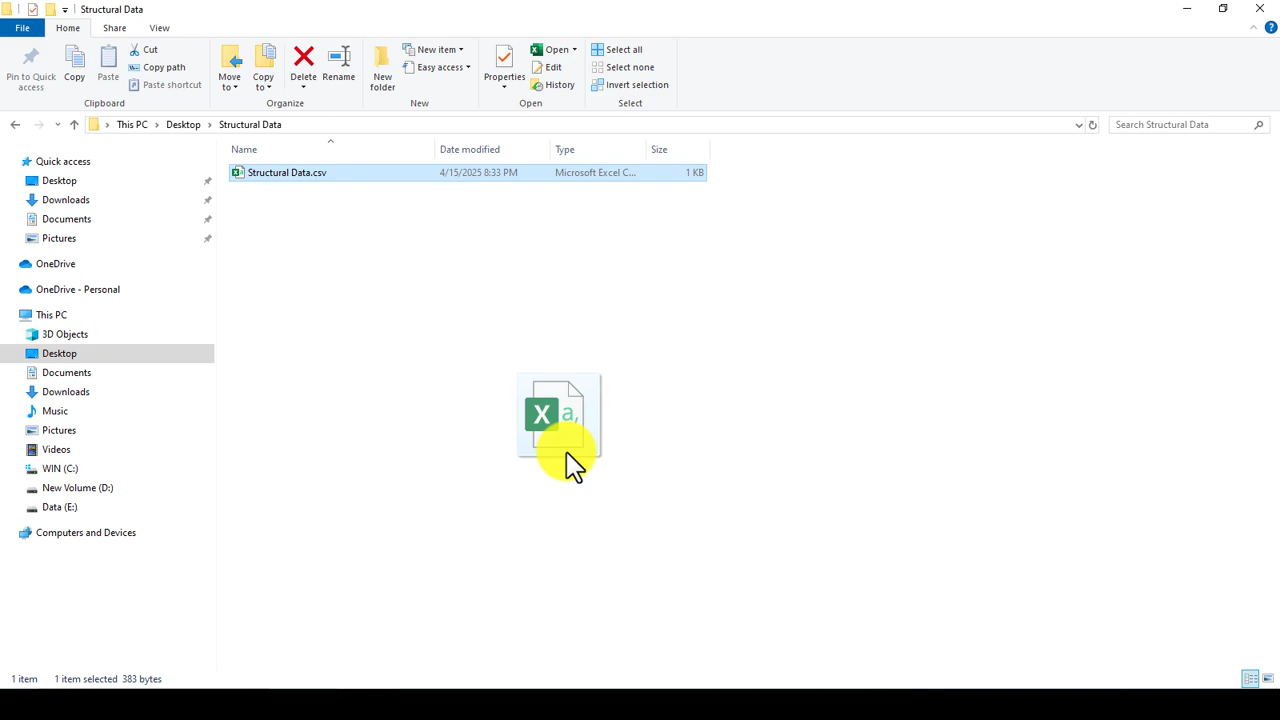 Structural Data
File
Home
Share
View
Pin to Quick access
Copy
Paste
Cut
Copy path
Paste shortcut
Clipboard
Move to
Copy to
Delete
Rename
Organize
New folder
New item
Easy access
New
Properties
Open
Edit
History
Open
Select all
Select none
Invert selection
Select
This PC
Desktop
Structural Data
Search Structural Data
Name
Date modified
Type
Size
Structural Data.csv
4/15/2025 8:33 PM
Microsoft Excel C...
1 KB
Quick access
Desktop
Downloads
Documents
Pictures
OneDrive
OneDrive - Personal
This PC
3D Objects
Desktop
Documents
Downloads
Music
Pictures
Videos
WIN (C:)
New Volume (D:)
Data (E:)
Computers and Devices
X a,
1 item
1 item selected 383 bytes